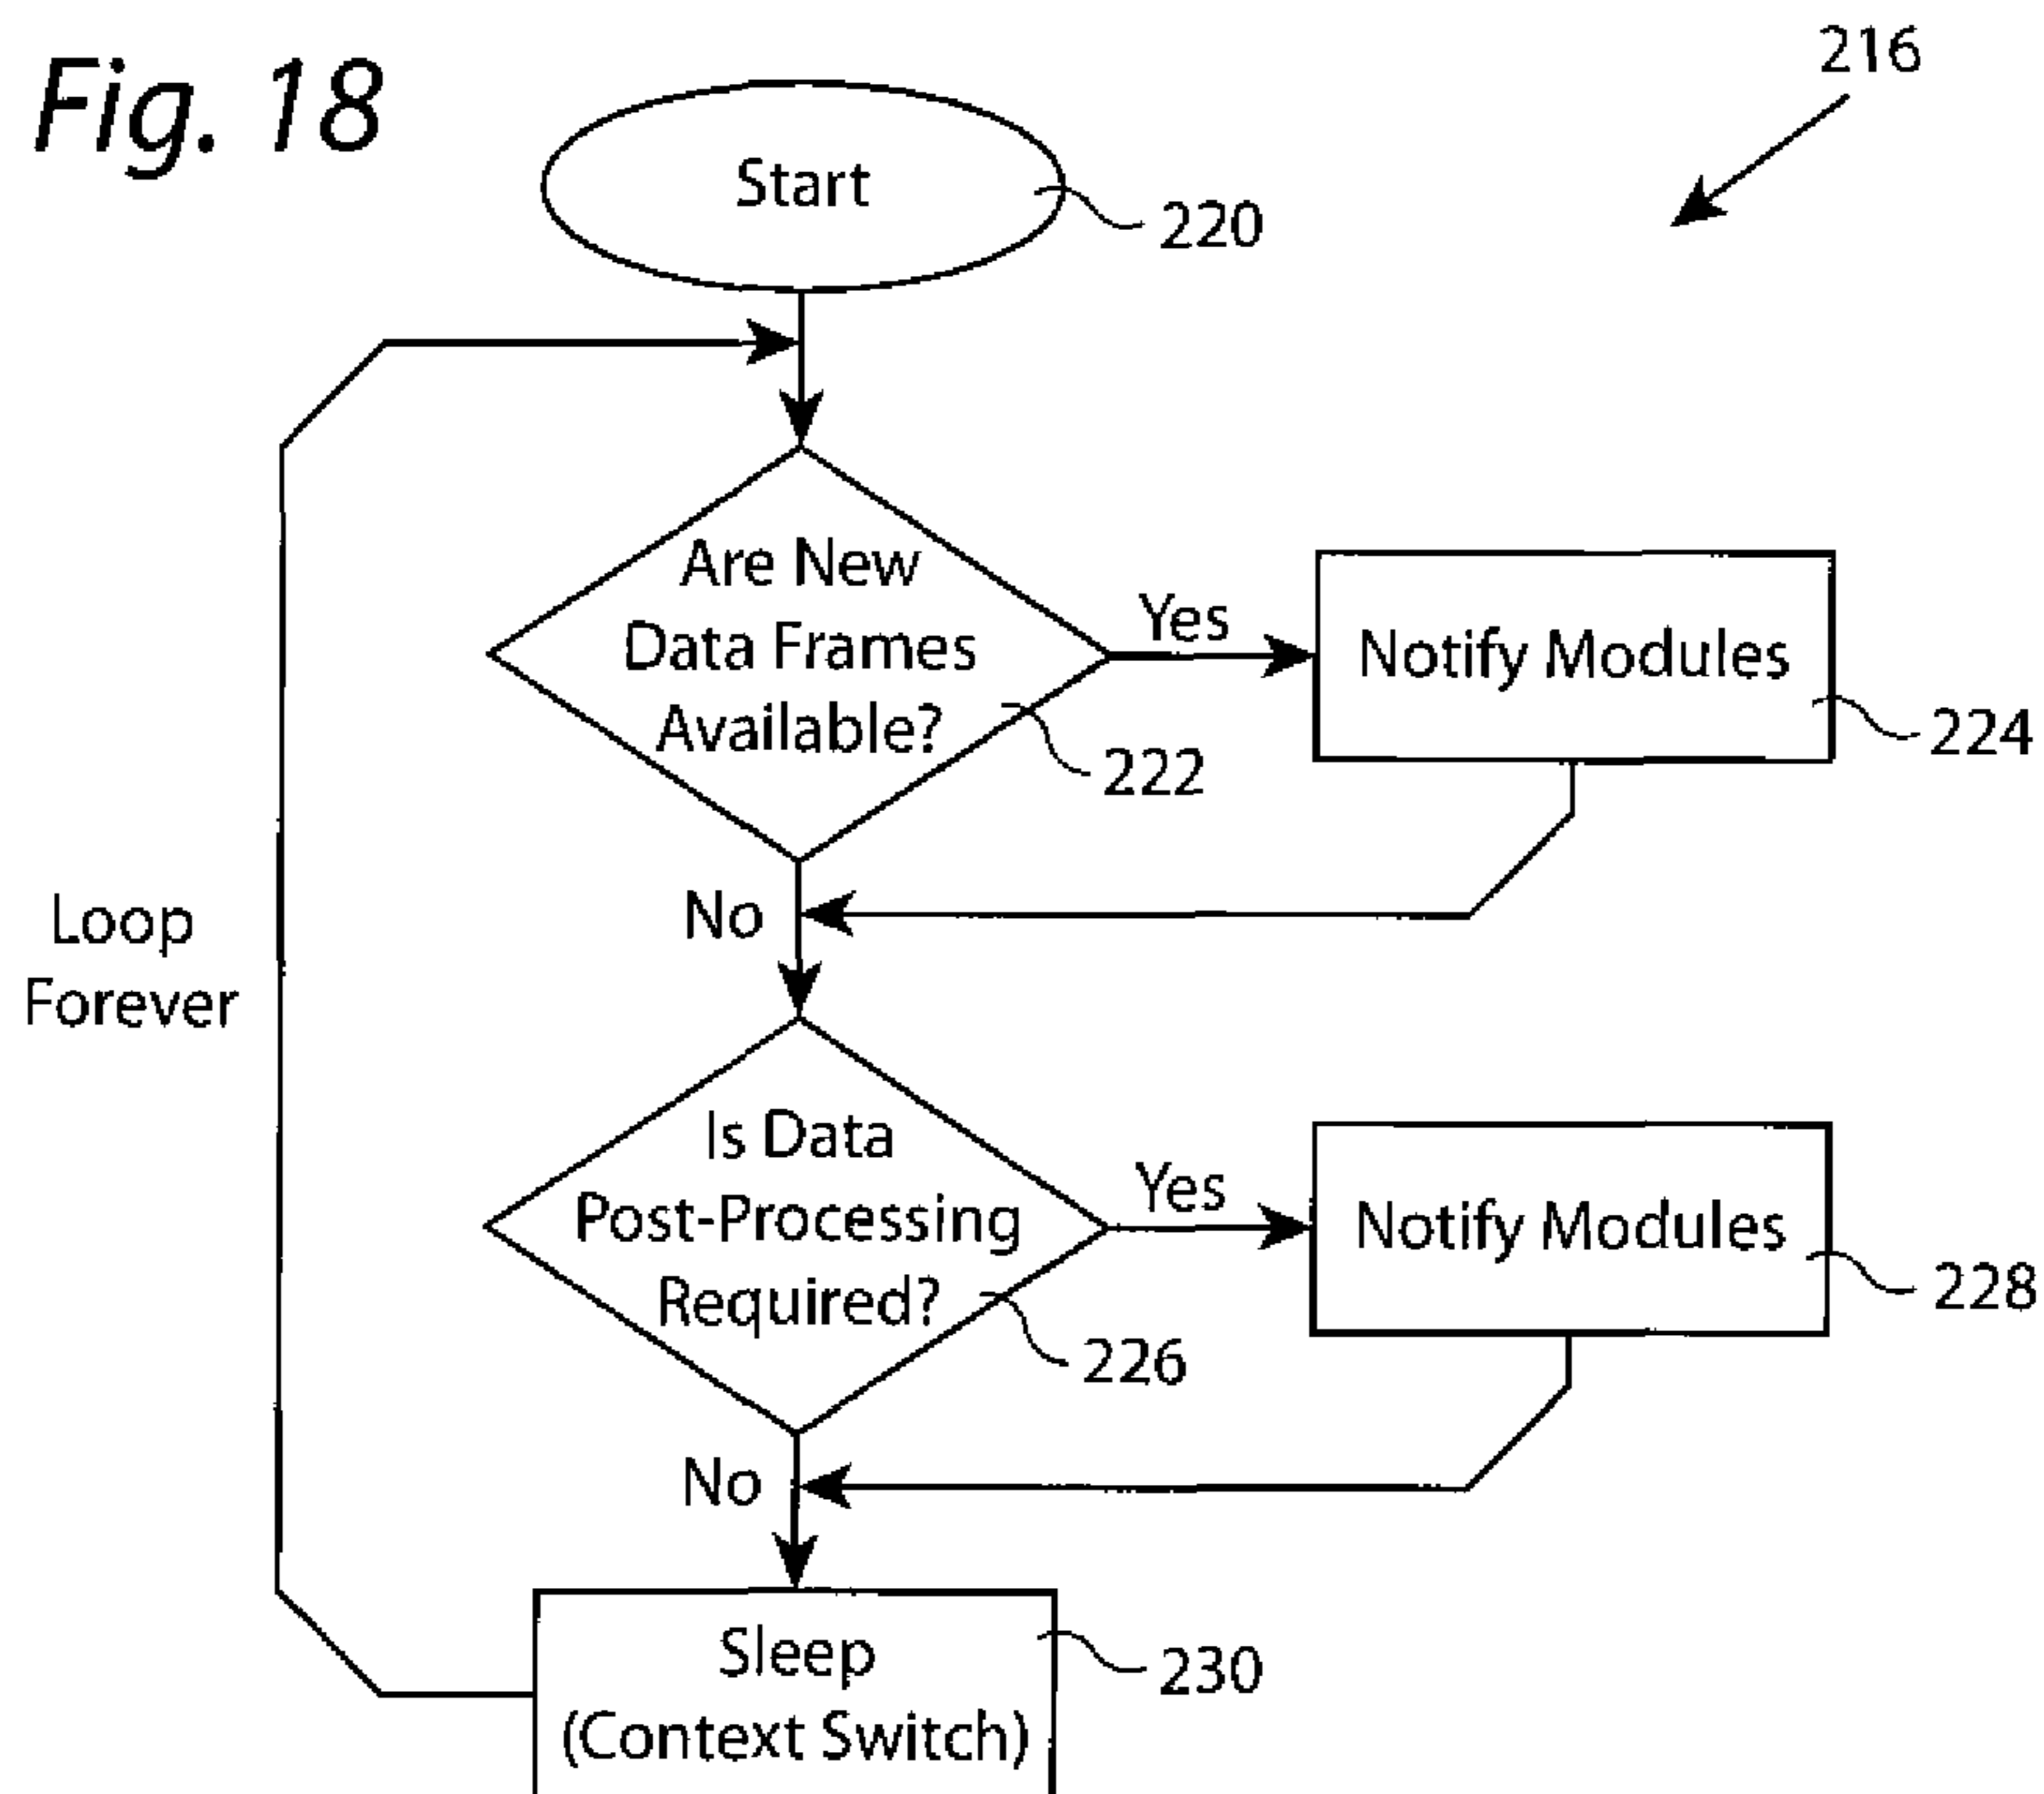 Fig. 18
216
Start
220
Are New
Data Frames
Available?
222
Yes
Notify Modules
224
No
Loop
Forever
Is Data
Post-Processing
Required?
226
Yes
Notify Modules
228
No
Sleep
(Context Switch)
230